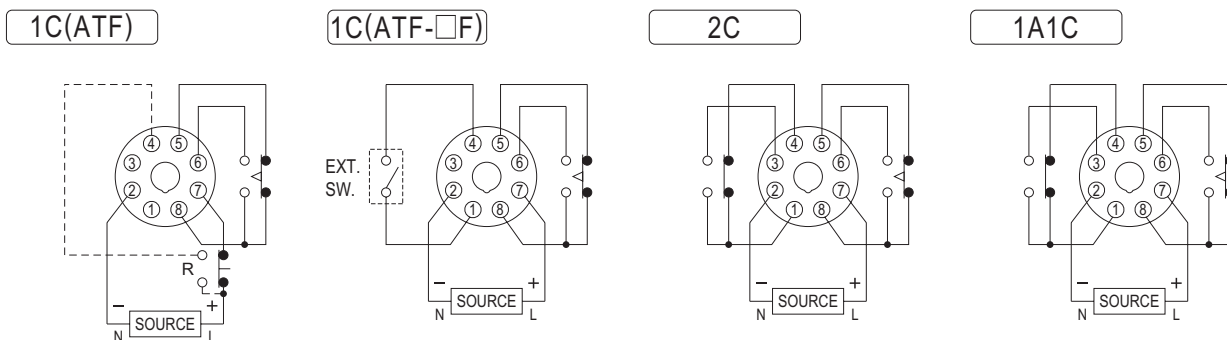 1C(ATF)
1C(ATF-□F)
2C
1A1C
4 5
3 6
2 7
1 8
R
− +
SOURCE
N L
EXT.
SW.
4 5
3 6
2 7
1 8
− +
SOURCE
N L
4 5
3 6
2 7
1 8
− +
SOURCE
N L
4 5
3 6
2 7
1 8
− +
SOURCE
N L